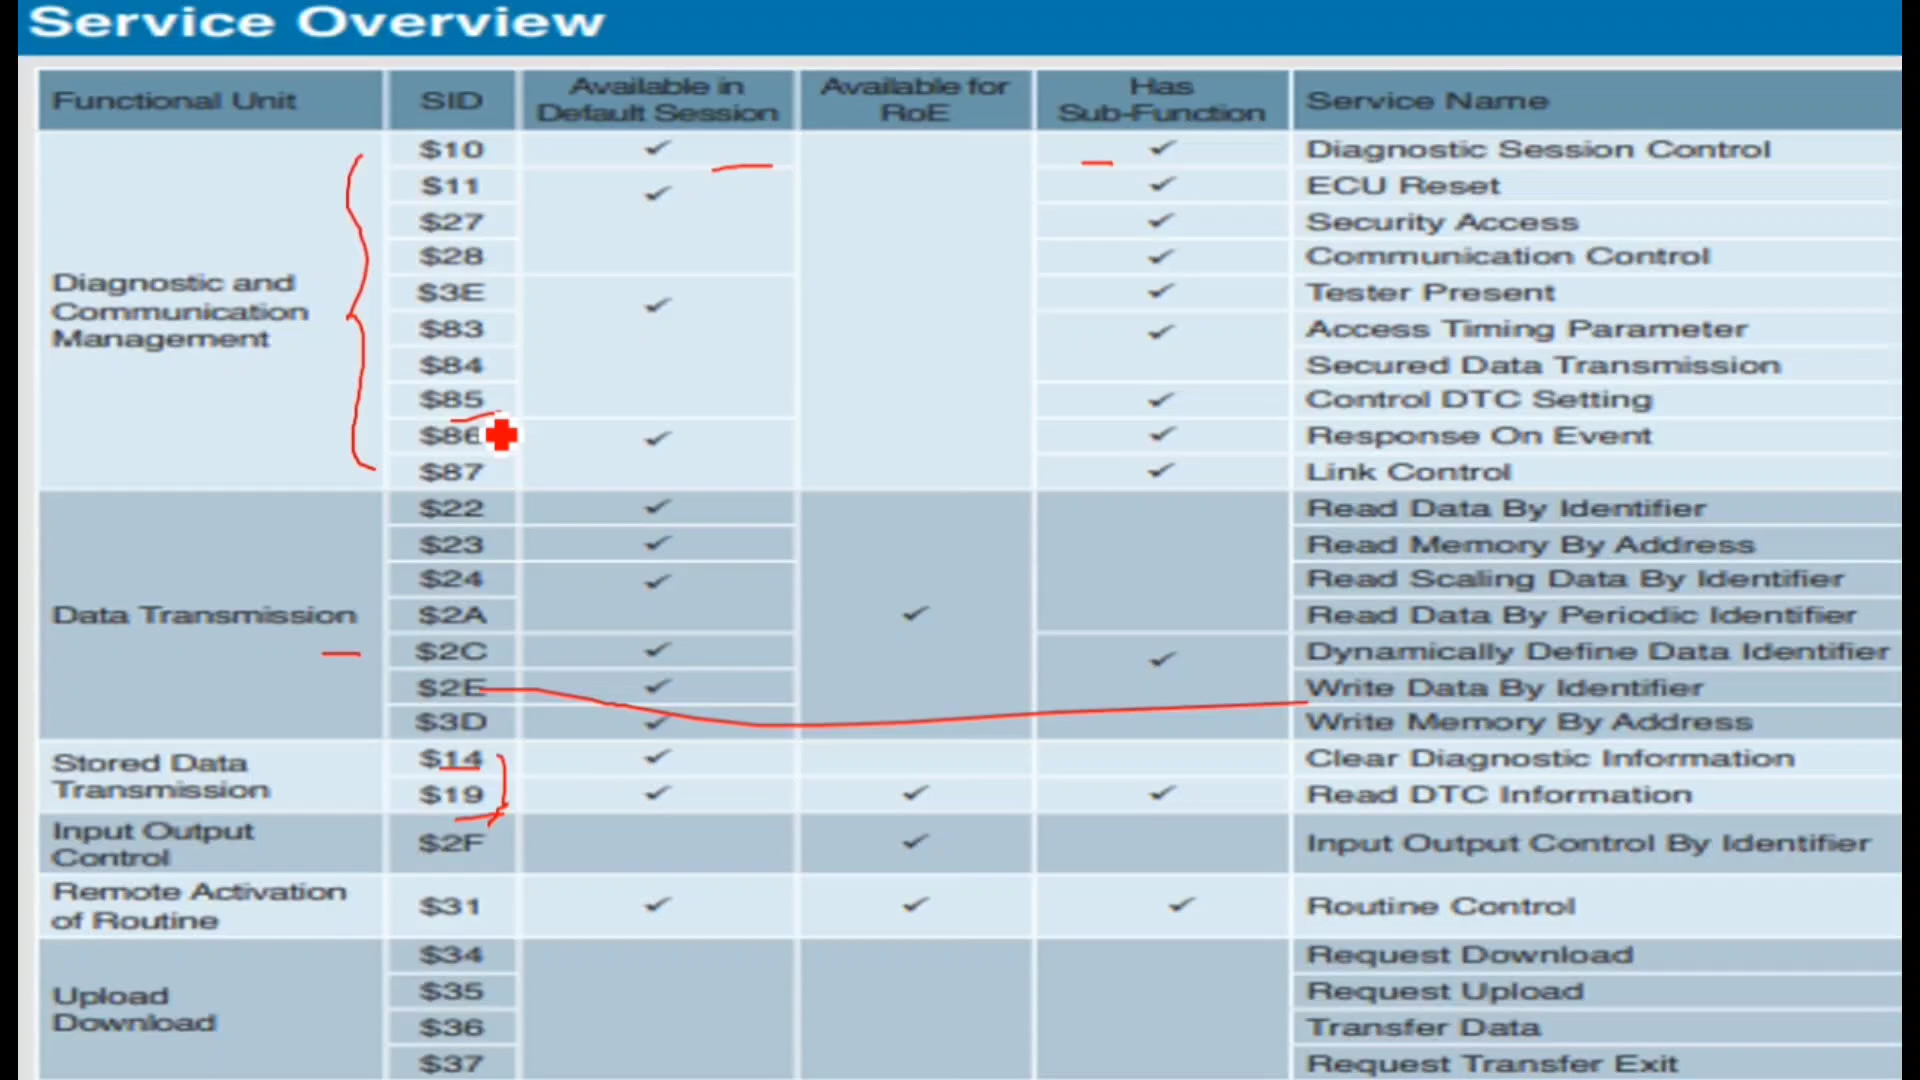 Service Overview
Functional Unit SID Available in Default Session Available for RoE Has Sub-Function Service Name
Diagnostic and Communication Management
$10 ✓ ✓ Diagnostic Session Control
$11 ✓ ✓ ECU Reset
$27 ✓ Security Access
$28 ✓ Communication Control
$3E ✓ ✓ Tester Present
$83 ✓ Access Timing Parameter
$84 Secured Data Transmission
$85 ✓ Control DTC Setting
$86 ✓ ✓ Response On Event
$87 ✓ Link Control
Data Transmission
$22 ✓ Read Data By Identifier
$23 ✓ Read Memory By Address
$24 ✓ Read Scaling Data By Identifier
$2A ✓ Read Data By Periodic Identifier
$2C ✓ ✓ Dynamically Define Data Identifier
$2E ✓ Write Data By Identifier
$3D ✓ Write Memory By Address
Stored Data Transmission
$14 ✓ Clear Diagnostic Information
$19 ✓ ✓ ✓ Read DTC Information
Input Output Control
$2F ✓ Input Output Control By Identifier
Remote Activation of Routine
$31 ✓ ✓ ✓ Routine Control
Upload Download
$34 Request Download
$35 Request Upload
$36 Transfer Data
$37 Request Transfer Exit